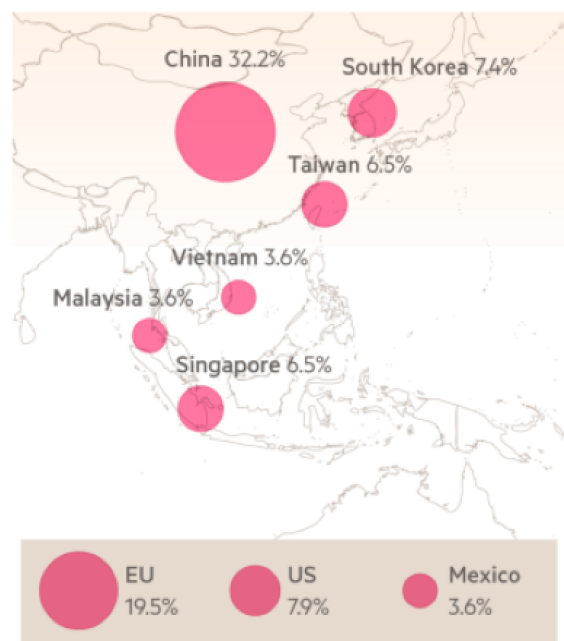 China 32.2%
South Korea 7.4%
Taiwan 6.5%
Vietnam 3.6%
Malaysia 3.6%
Singapore 6.5%
EU
19.5%
US
7.9%
Mexico
3.6%